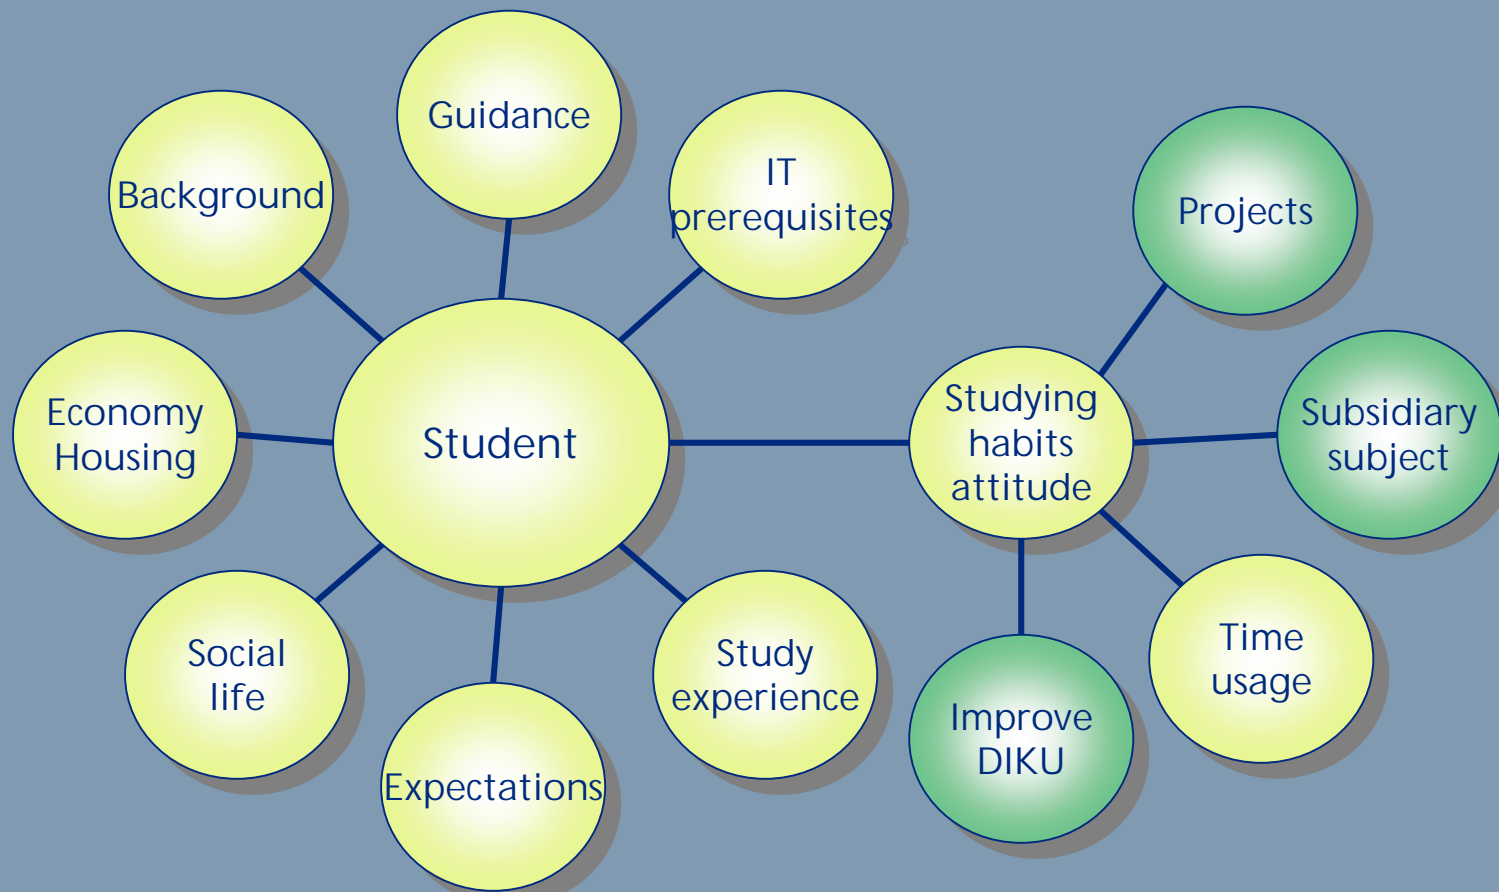 Guidance
Background
IT
prerequisites
Projects
Economy
Housing
Student
Studying
habits
attitude
Subsidiary
subject
Social
life
Study
experience
Time
usage
Expectations
Improve
DIKU